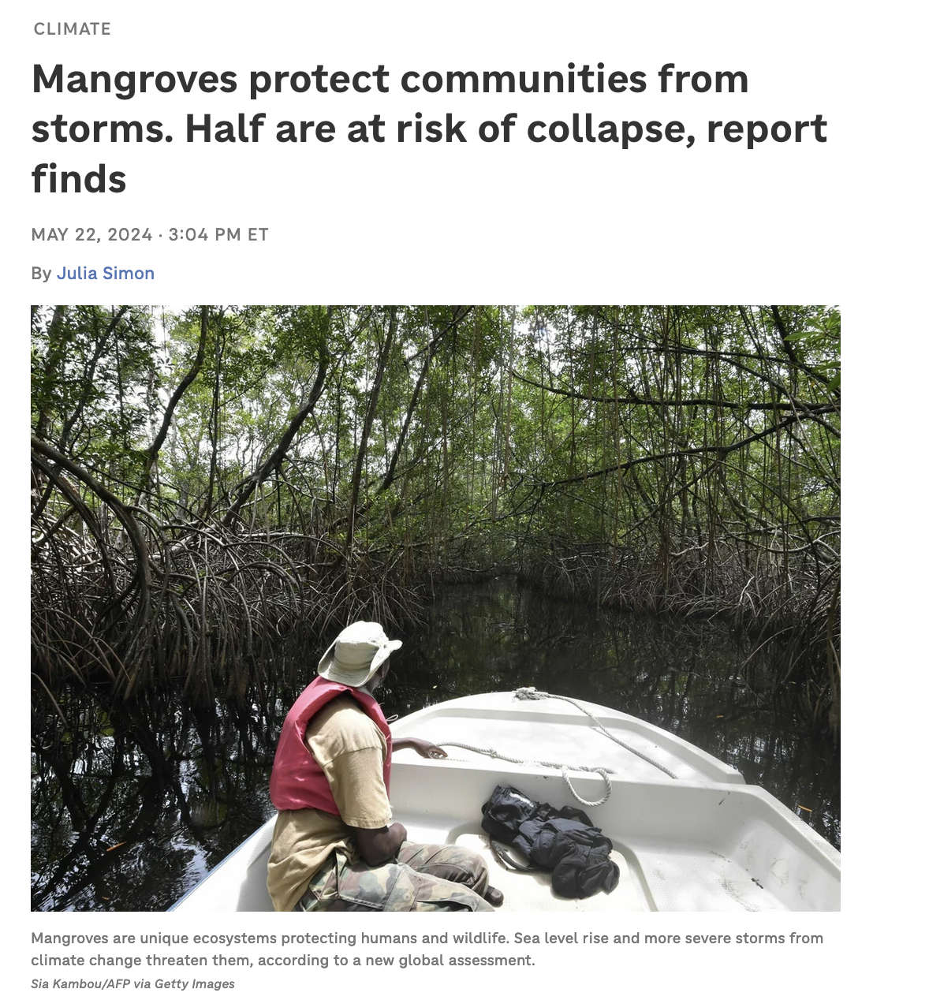 CLIMATE
Mangroves protect communities from
storms. Half are at risk of collapse, report
finds
MAY 22, 2024 · 3:04 PM ET
By Julia Simon
Mangroves are unique ecosystems protecting humans and wildlife. Sea level rise and more severe storms from
climate change threaten them, according to a new global assessment.
Sia Kambou/AFP via Getty Images